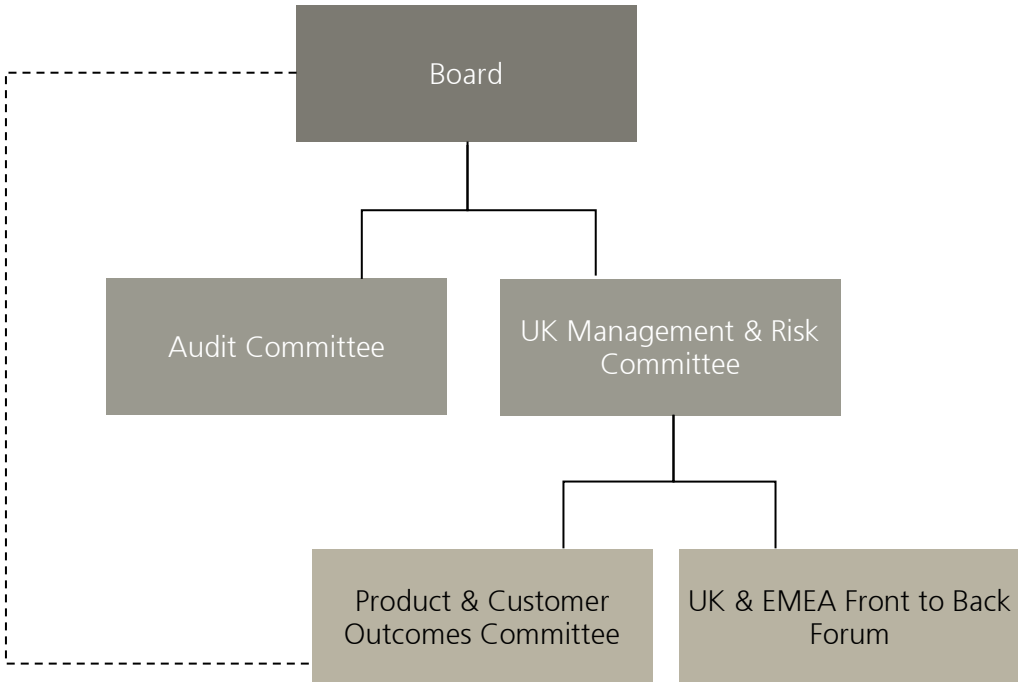 Board
Audit Committee
UK Management & Risk
Committee
Product & Customer
Outcomes Committee
UK & EMEA Front to Back
Forum